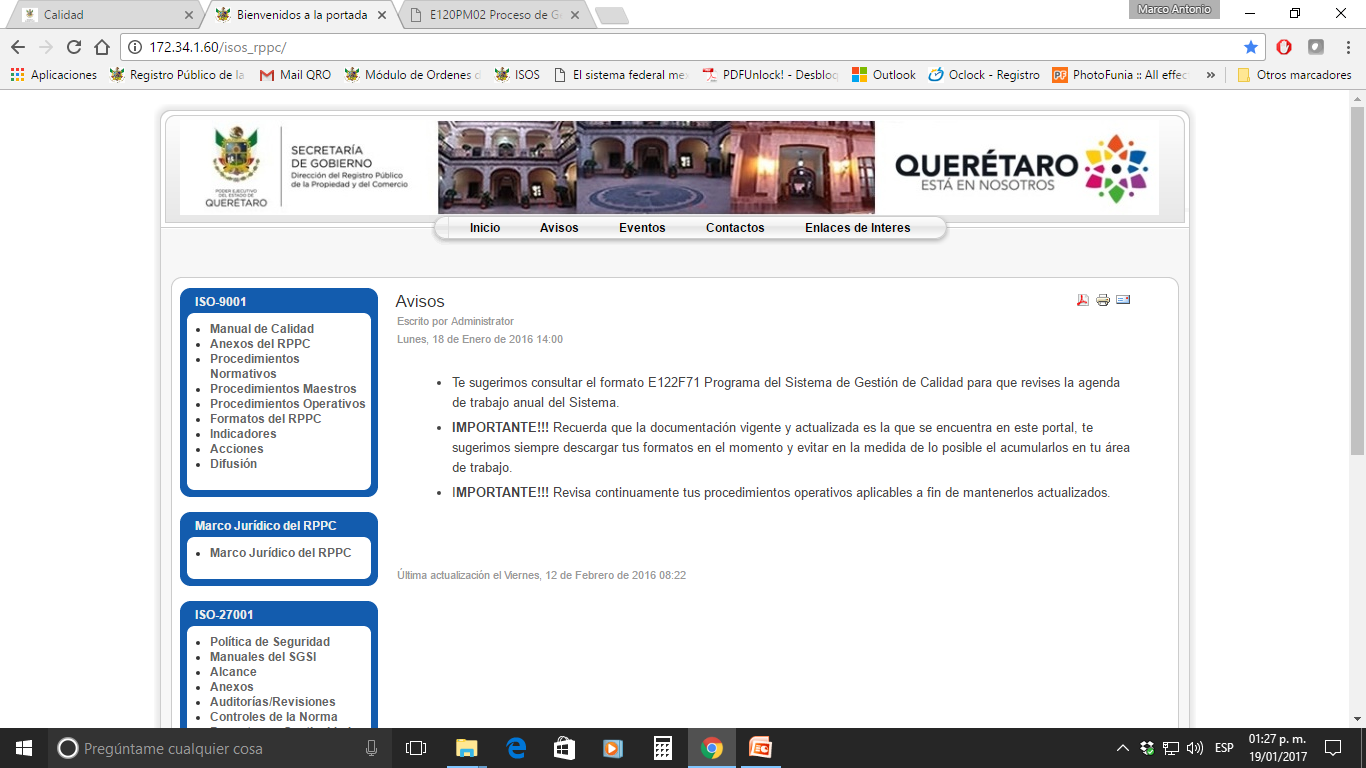 Calidad
Bienvenidos a la portada
E120PM02 Proceso de G
Marco Antonio
172.34.1.60/isos_rppc/
Aplicaciones
Registro Público de la
Mail QRO
Módulo de Ordenes d
ISOS
El sistema federal me
PDFUnlock! - Desbloq
Outlook
Oclock - Registro
PhotoFunia :: All effec
»
Otros marcadores
PODER EJECUTIVO
DEL ESTADO DE
QUERÉTARO
SECRETARÍA
DE GOBIERNO
Dirección del Registro Público
de la Propiedad y del Comercio
QUERÉTARO
ESTÁ EN NOSOTROS
Inicio Avisos Eventos Contactos Enlaces de Interes
ISO-9001
Manual de Calidad
Anexos del RPPC
Procedimientos
Normativos
Procedimientos Maestros
Procedimientos Operativos
Formatos del RPPC
Indicadores
Acciones
Difusión
Marco Jurídico del RPPC
Marco Jurídico del RPPC
ISO-27001
Política de Seguridad
Manuales del SGSI
Alcance
Anexos
Auditorías/Revisiones
Controles de la Norma
Avisos
Escrito por Administrator
Lunes, 18 de Enero de 2016 14:00
Te sugerimos consultar el formato E122F71 Programa del Sistema de Gestión de Calidad para que revises la agenda
de trabajo anual del Sistema.
IMPORTANTE!!! Recuerda que la documentación vigente y actualizada es la que se encuentra en este portal, te
sugerimos siempre descargar tus formatos en el momento y evitar en la medida de lo posible el acumularlos en tu área
de trabajo.
IMPORTANTE!!! Revisa continuamente tus procedimientos operativos aplicables a fin de mantenerlos actualizados.
Última actualización el Viernes, 12 de Febrero de 2016 08:22
Pregúntame cualquier cosa
ESP
01:27 p. m.
19/01/2017